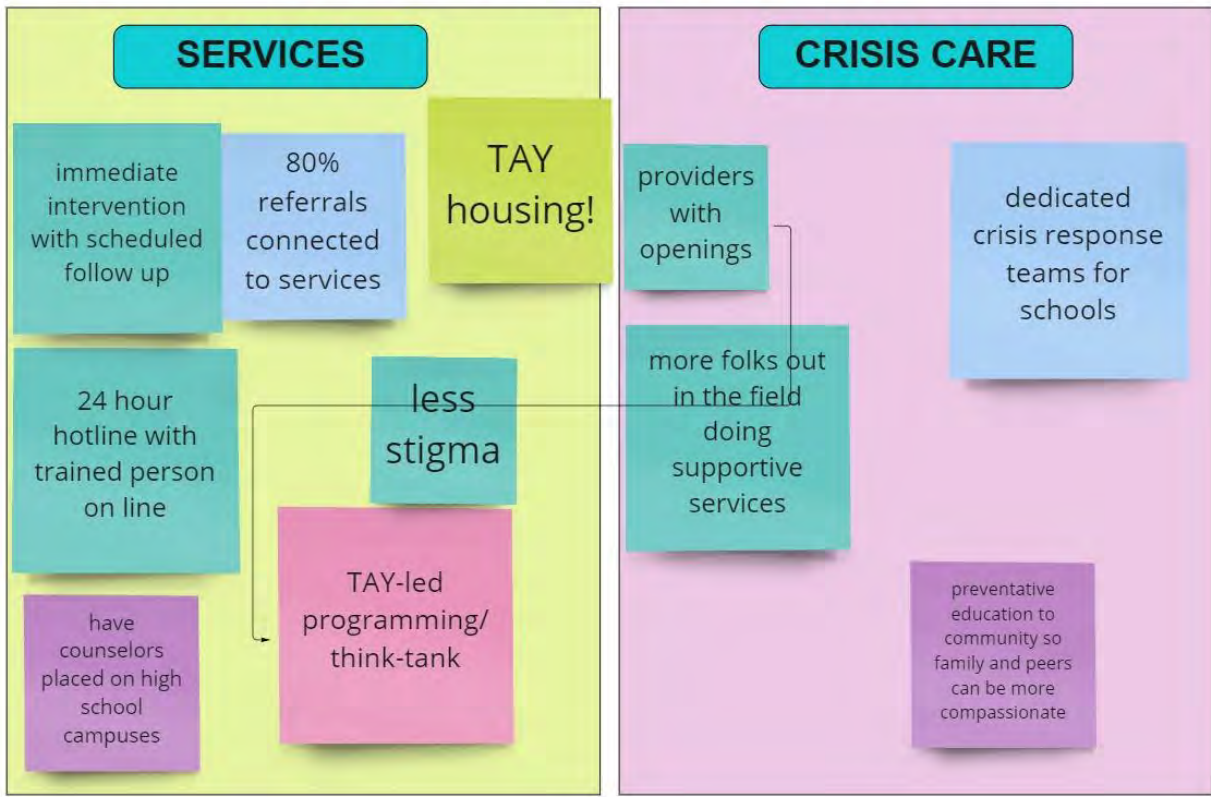 SERVICES
immediate
intervention
with scheduled
follow up
80%
referrals
connected
to services
TAY
housing!
24 hour
hotline with
trained person
on line
less
stigma
have
counselors
placed on high
school
campuses
TAY-led
programming/
think-tank
CRISIS CARE
providers
with
openings
dedicated
crisis response
teams for
schools
more folks out
in the field
doing
supportive
services
preventative
education to
community so
family and peers
can be more
compassionate